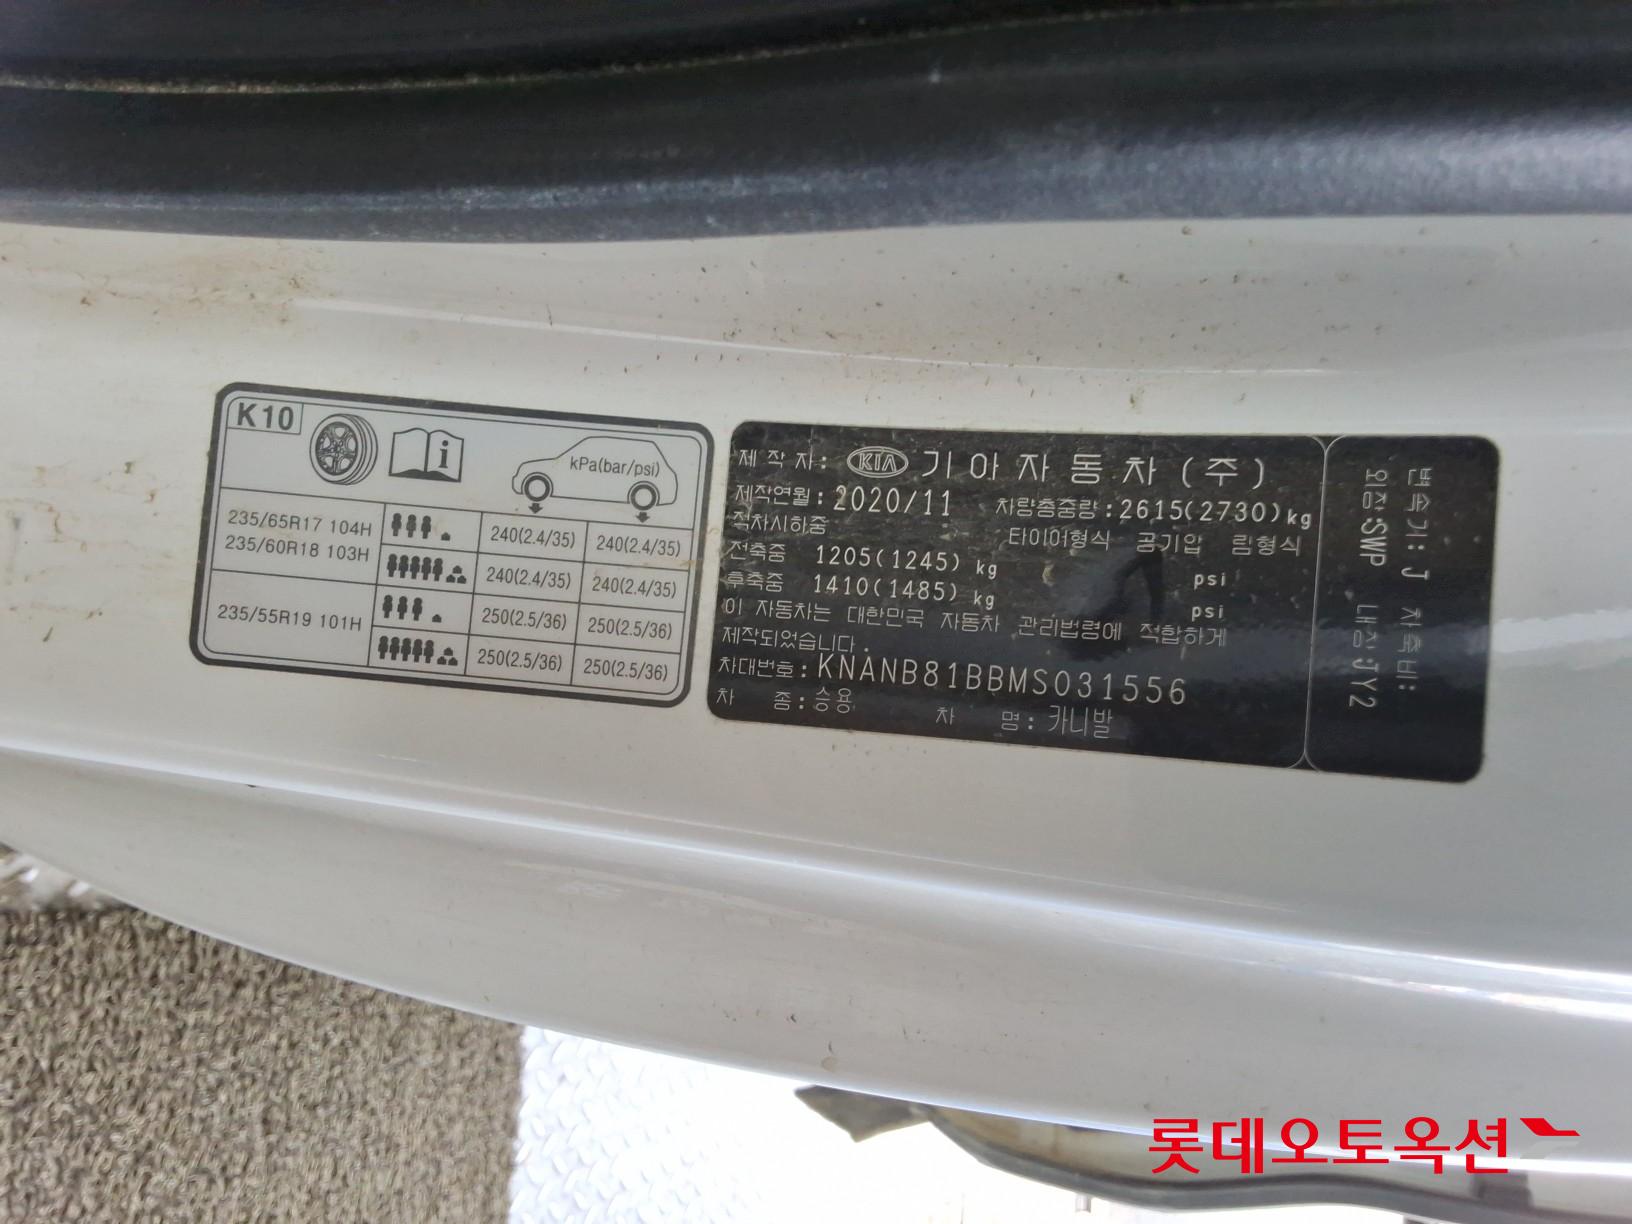 K10
kPa(bar/psi)
235/65R17 104H
235/60R18 103H
240(2.4/35) 240(2.4/35)
240(2.4/35) 240(2.4/35)
235/55R19 101H
250(2.5/36) 250(2.5/36)
250(2.5/36) 250(2.5/36)
제작자: KIA 기아자동차(주)
제작연월:2020/11 차량총중량:2615(2730)kg
적차시하중 타이어형식 공기압 림형식
전축중 1205(1245) kg psi
후축중 1410(1485) kg psi
이 자동차는 대한민국 자동차 관리법령에 적합하게
제작되었습니다.
차대번호:KNANB81BBMS031556
차 종:승용 차 명:카니발
변속기:J 저축비:
외장SWP 내장JY2
롯데오토옥션